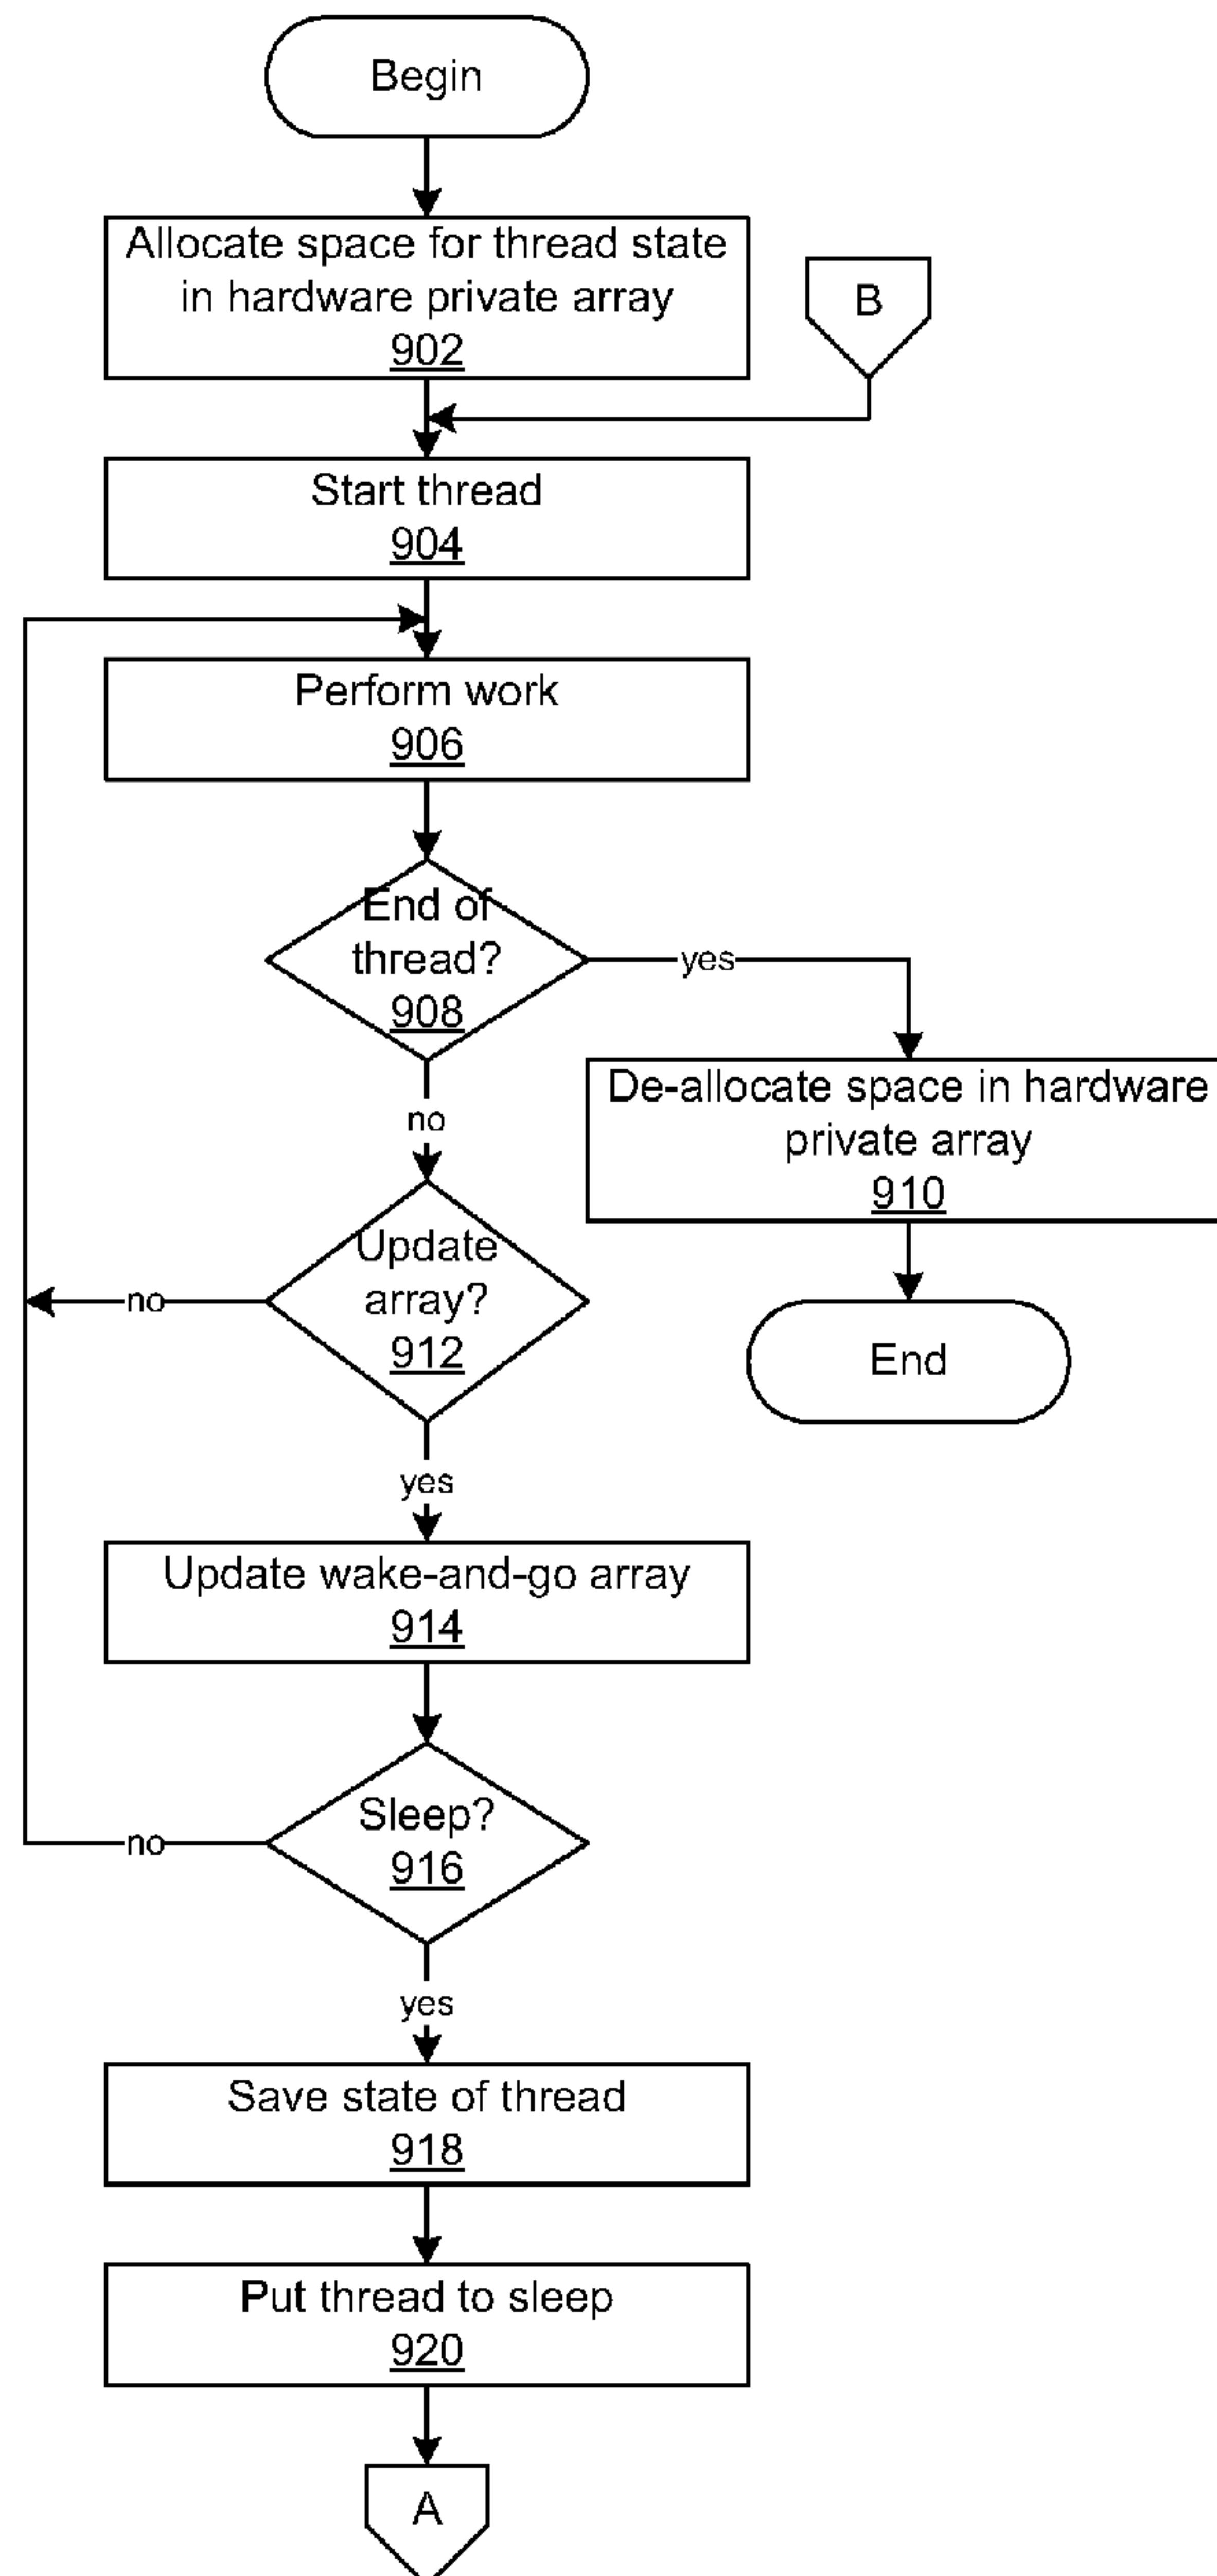 Begin
Allocate space for thread state
in hardware private array
902
B
Start thread
904
Perform work
906
End of
thread?
908
yes
no
De-allocate space in hardware
private array
910
Update
array?
912
no
End
yes
Update wake-and-go array
914
Sleep?
916
no
yes
Save state of thread
918
Put thread to sleep
920
A